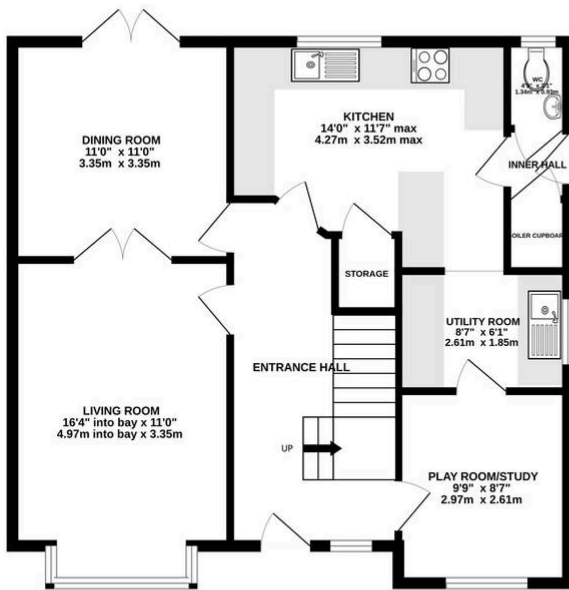 DINING ROOM
11'0" x 11'0"
3.35m x 3.35m
KITCHEN
14'0" x 11'7" max
4.27m x 3.52m max
WC
INNER HALL
OILER CUPBOAR
STORAGE
UTILITY ROOM
8'7" x 6'1"
2.61m x 1.85m
ENTRANCE HALL
LIVING ROOM
16'4" into bay x 11'0"
4.97m into bay x 3.35m
UP
PLAY ROOM/STUDY
9'9" x 8'7"
2.97m x 2.61m